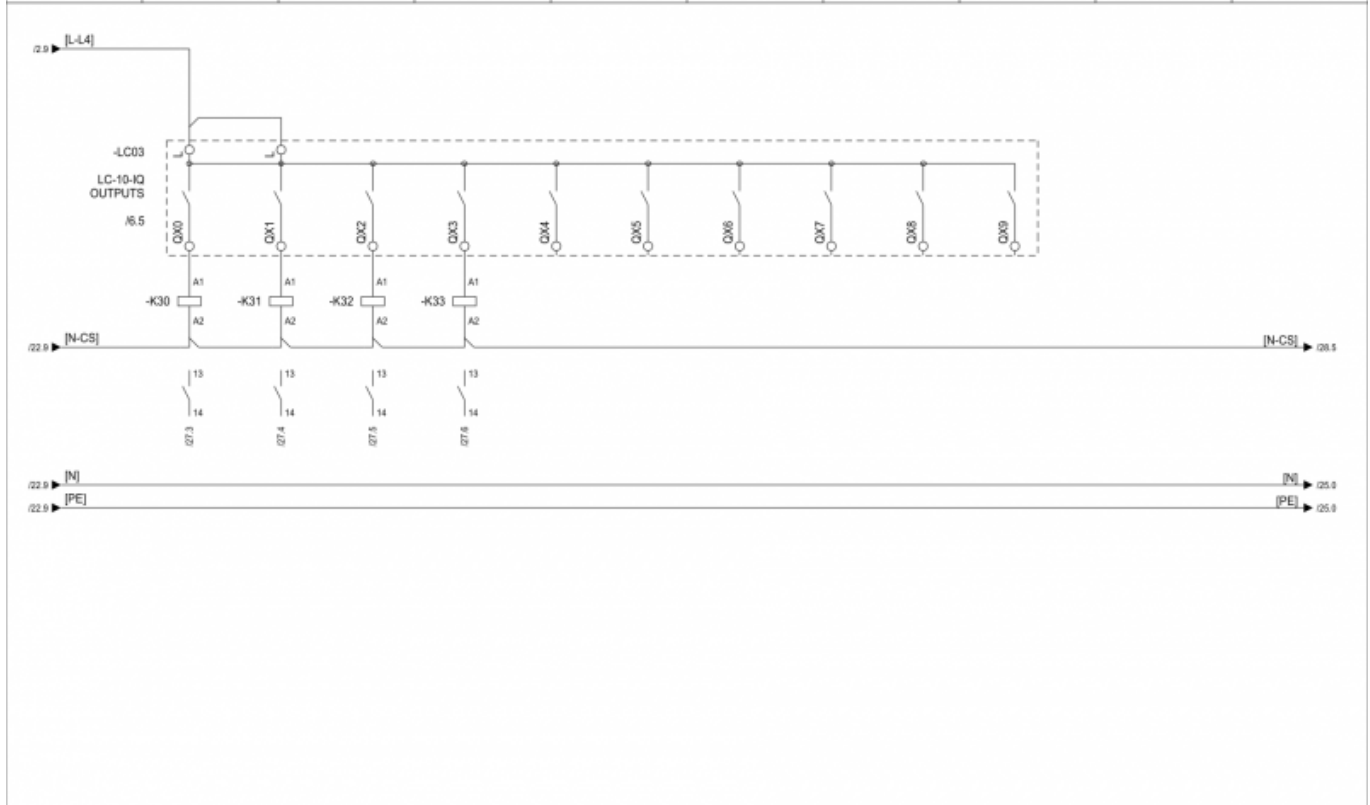 [L-L4]
/2.9
-LC03
L
L
LC-10-IQ
OUTPUTS
/6.5
QX0
QX1
QX2
QX3
QX4
QX5
QX6
QX7
QX8
QX9
A1
A1
A1
A1
-K30
-K31
-K32
-K33
A2
A2
A2
A2
[N-CS]
[N-CS]
/22.9
/28.5
13
13
13
13
14
14
14
14
/27.3
/27.4
/27.5
/27.6
[N]
[N]
/22.9
/25.0
[PE]
[PE]
/22.9
/25.0